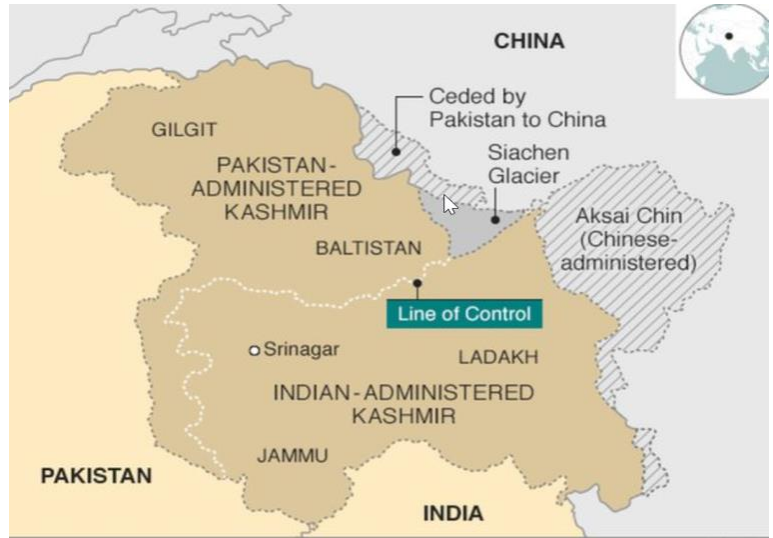 CHINA
Ceded by
Pakistan to China
GILGIT
Siachen
Glacier
PAKISTAN-
ADMINISTERED
KASHMIR
Aksai Chin
(Chinese-
administered)
BALTISTAN
Line of Control
Srinagar
LADAKH
INDIAN-ADMINISTERED
KASHMIR
JAMMU
PAKISTAN
INDIA